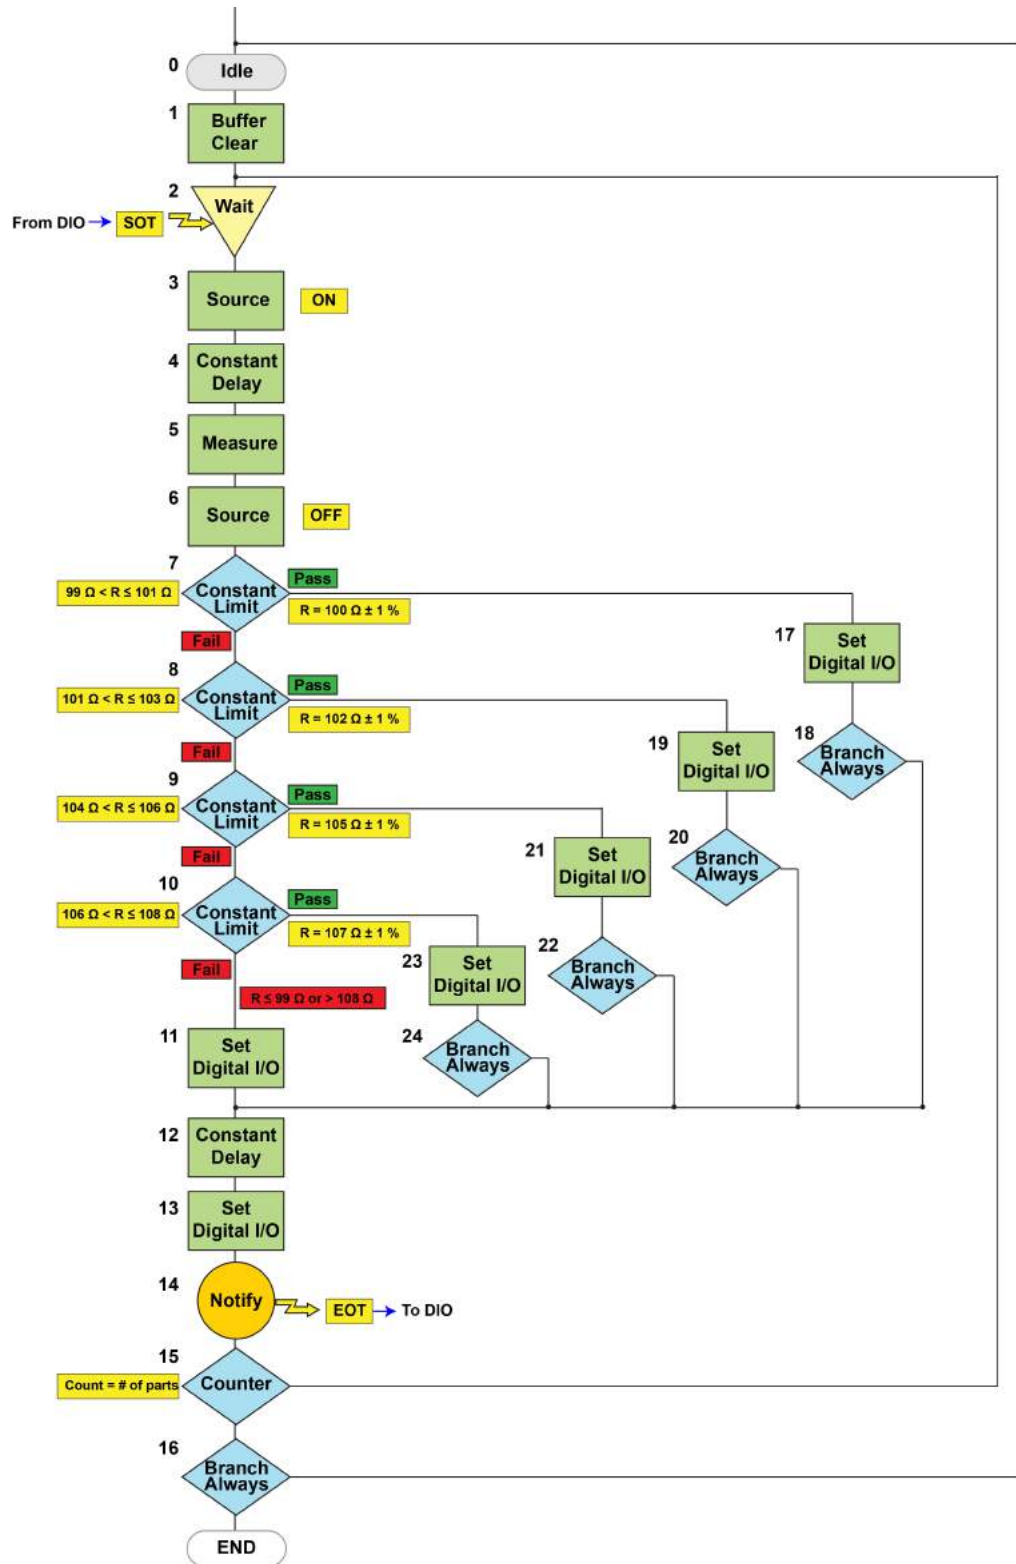 0
Idle
1
Buffer
Clear
2
Wait
From DIO
SOT
3
Source
ON
4
Constant
Delay
5
Measure
6
Source
OFF
7
99 Ω < R ≤ 101 Ω
Constant
Limit
Pass
R = 100 Ω ± 1 %
Fail
17
Set
Digital I/O
8
101 Ω < R ≤ 103 Ω
Constant
Limit
Pass
R = 102 Ω ± 1 %
Fail
18
Branch
Always
19
Set
Digital I/O
9
104 Ω < R ≤ 106 Ω
Constant
Limit
Pass
R = 105 Ω ± 1 %
Fail
20
Branch
Always
21
Set
Digital I/O
10
106 Ω < R ≤ 108 Ω
Constant
Limit
Pass
R = 107 Ω ± 1 %
Fail
22
Branch
Always
23
Set
Digital I/O
R ≤ 99 Ω or > 108 Ω
11
Set
Digital I/O
24
Branch
Always
12
Constant
Delay
13
Set
Digital I/O
14
Notify
EOT
To DIO
15
Count = # of parts
Counter
16
Branch
Always
END